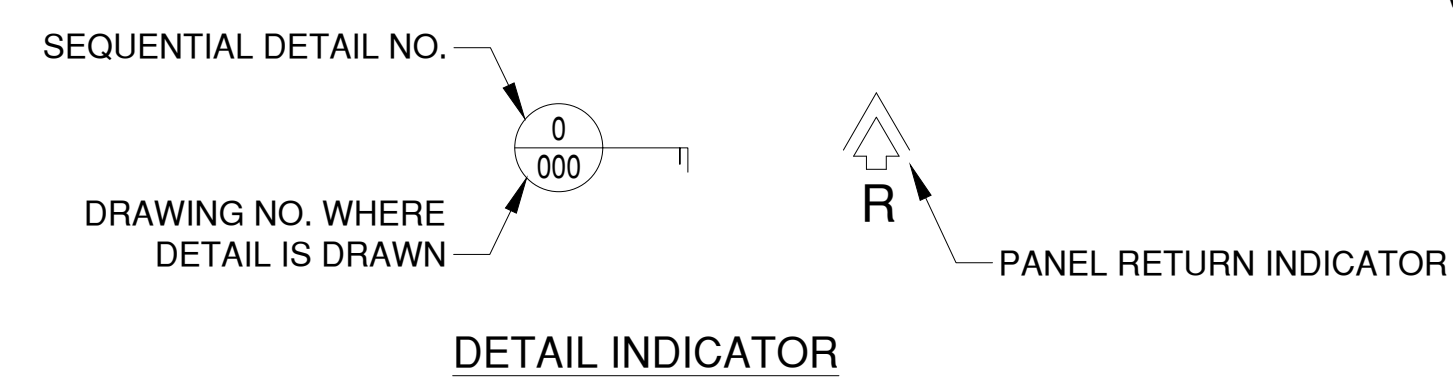 SEQUENTIAL DETAIL NO.
0
000
DRAWING NO. WHERE
DETAIL IS DRAWN
R
PANEL RETURN INDICATOR
DETAIL INDICATOR